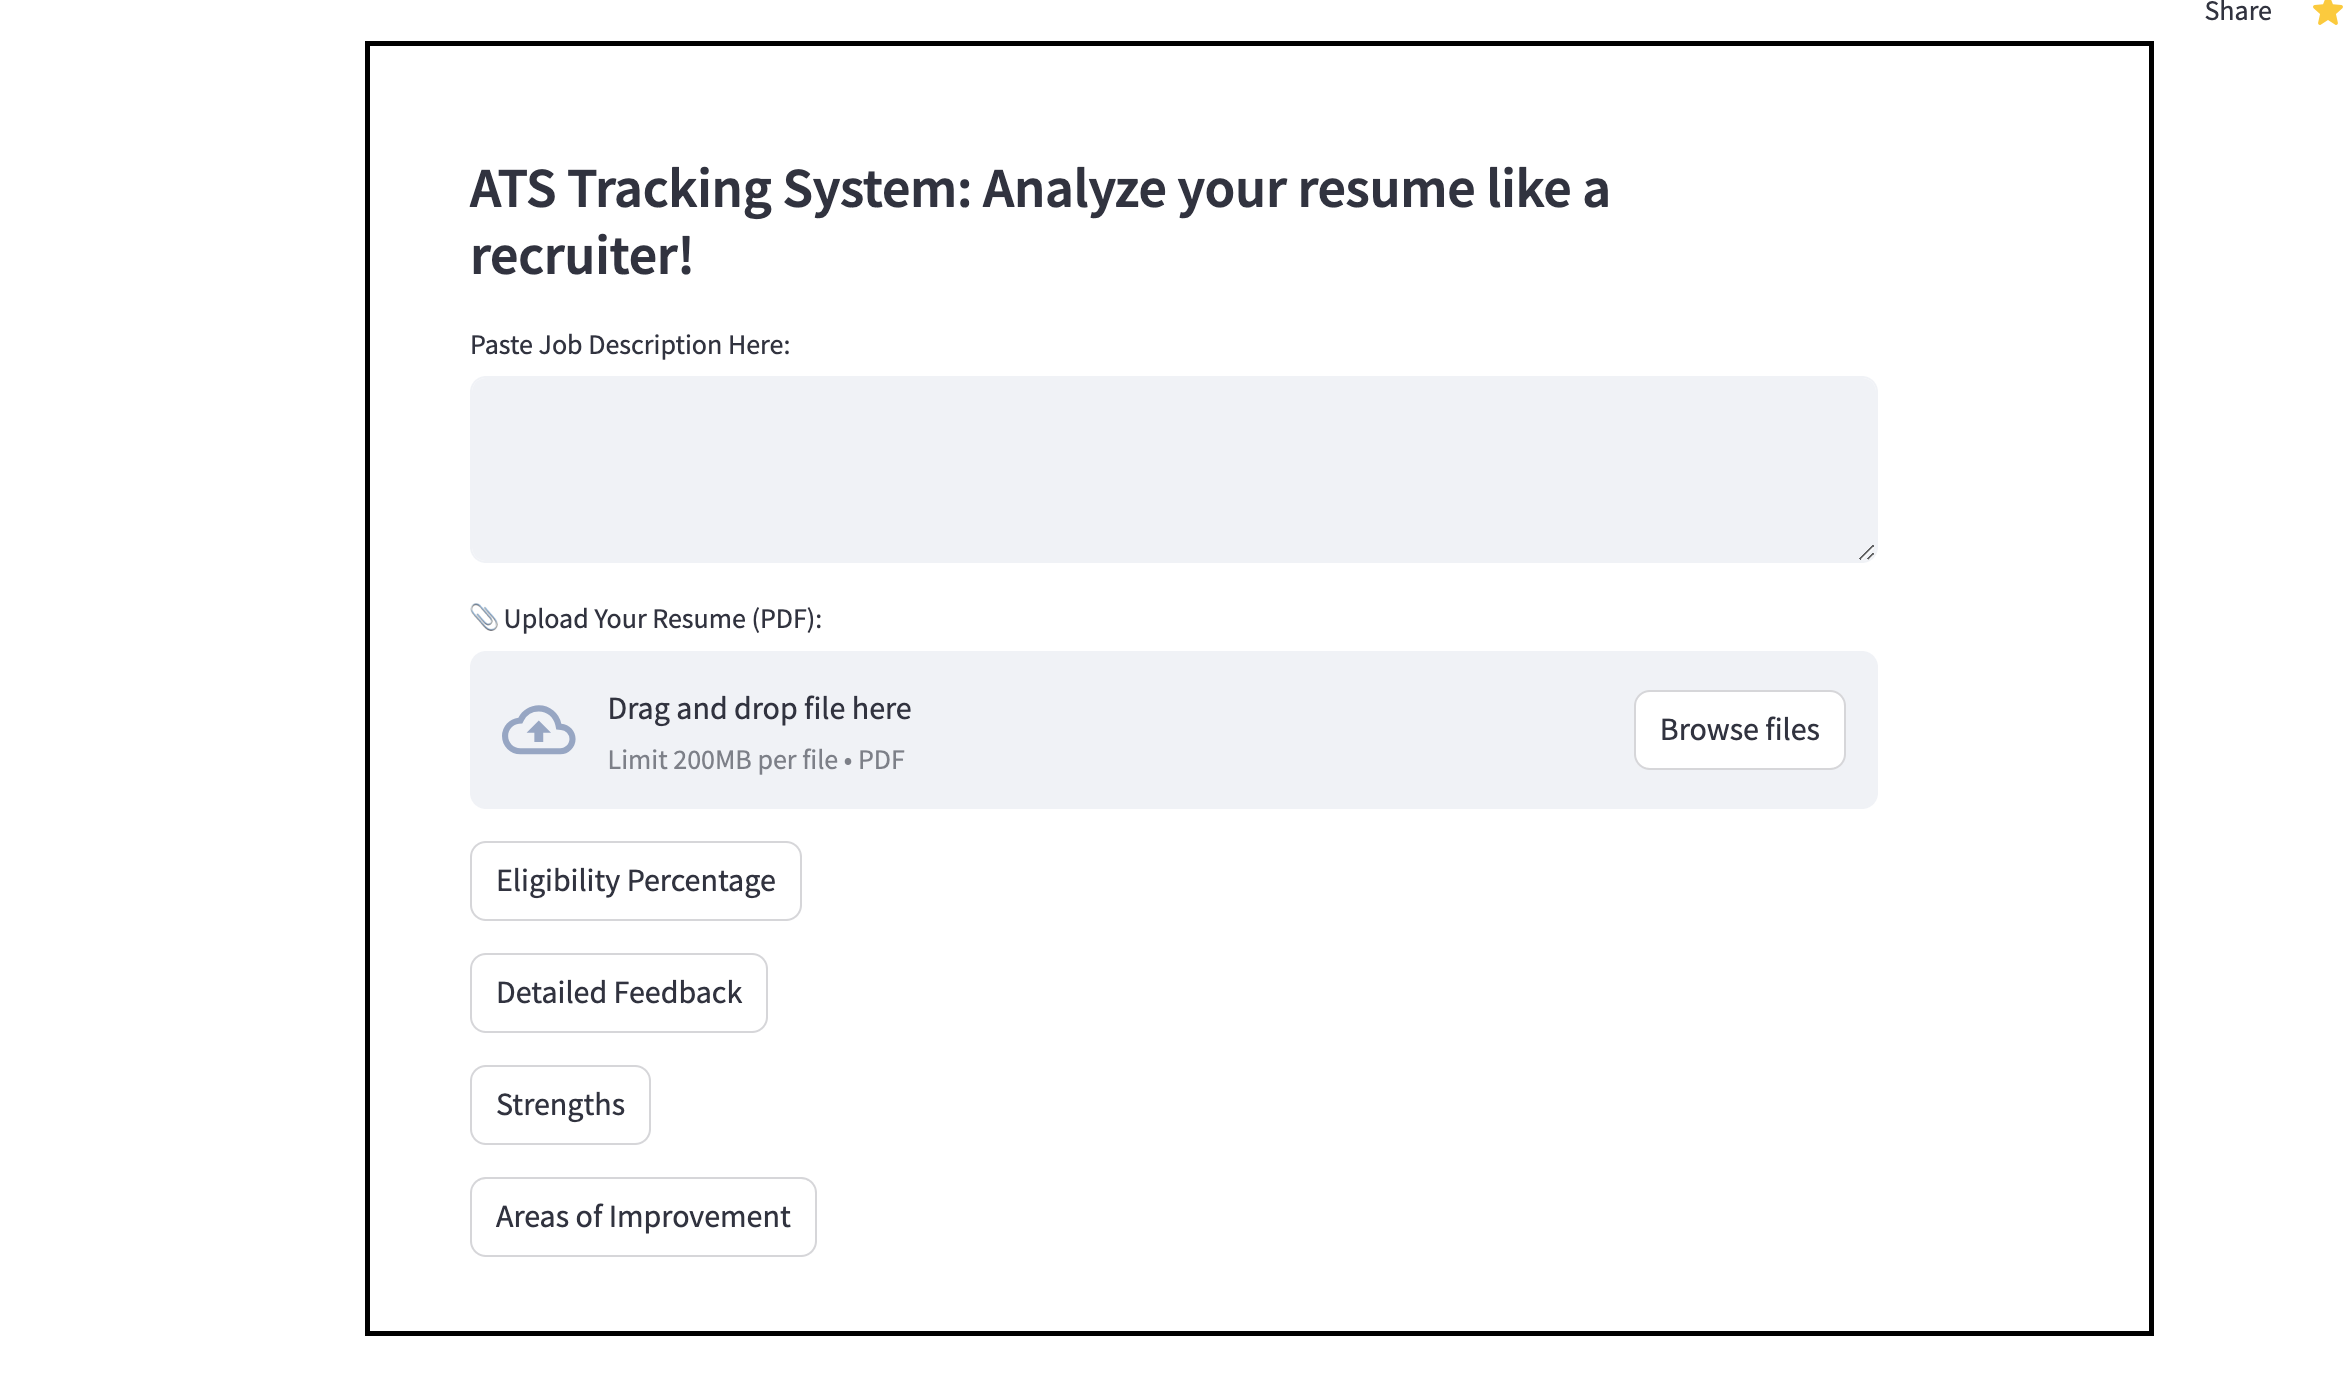 Share
ATS Tracking System: Analyze your resume like a
recruiter!
Paste Job Description Here:
Upload Your Resume (PDF):
Drag and drop file here
Limit 200MB per file • PDF
Browse files
Eligibility Percentage
Detailed Feedback
Strengths
Areas of Improvement